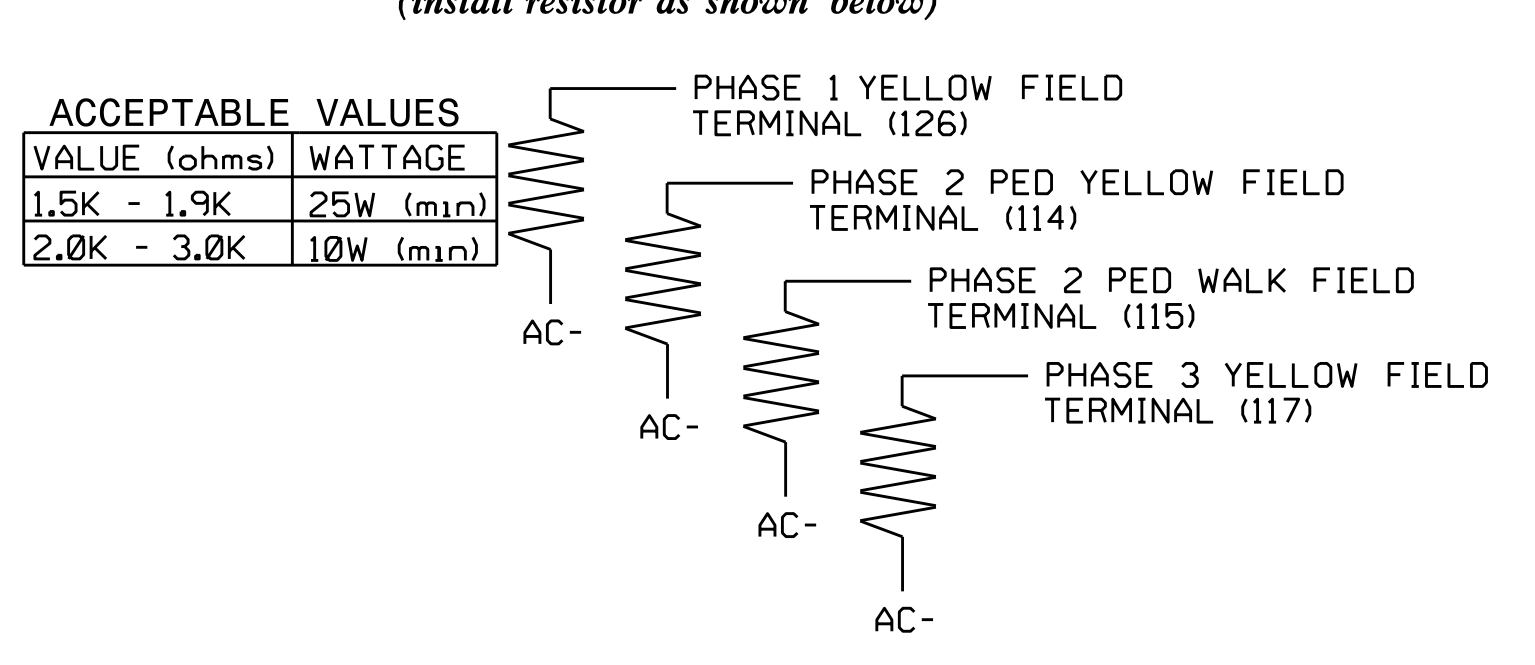 (install resistor as shown below)
ACCEPTABLE VALUES
VALUE (ohms) WATTAGE
1.5K - 1.9K 25W (min)
2.0K - 3.0K 10W (min)
PHASE 1 YELLOW FIELD
TERMINAL (126)
AC-
PHASE 2 PED YELLOW FIELD
TERMINAL (114)
AC-
PHASE 2 PED WALK FIELD
TERMINAL (115)
AC-
PHASE 3 YELLOW FIELD
TERMINAL (117)
AC-